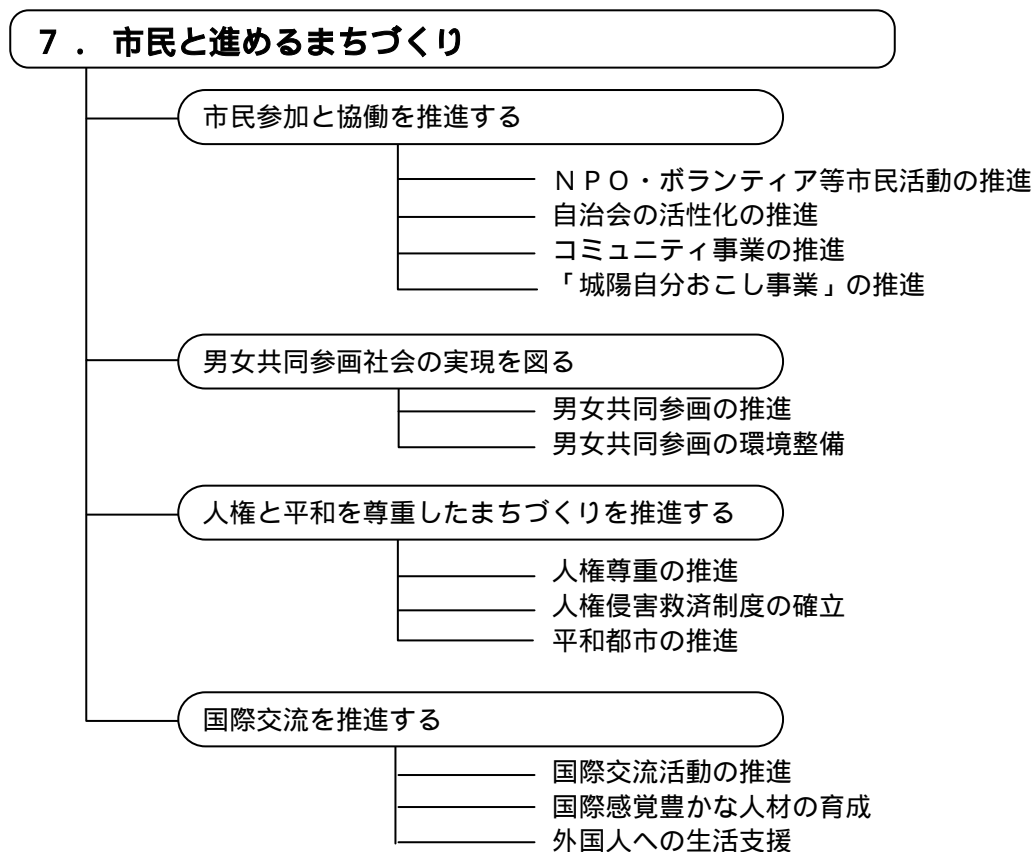 ７． 市民と進めるまちづくり
市民参加と協働を推進する
ＮＰＯ・ボランティア等市民活動の推進
自治会の活性化の推進
コミュニティ事業の推進
「城陽自分おこし事業」の推進
男女共同参画社会の実現を図る
男女共同参画の推進
男女共同参画の環境整備
人権と平和を尊重したまちづくりを推進する
人権尊重の推進
人権侵害救済制度の確立
平和都市の推進
国際交流を推進する
国際交流活動の推進
国際感覚豊かな人材の育成
外国人への生活支援